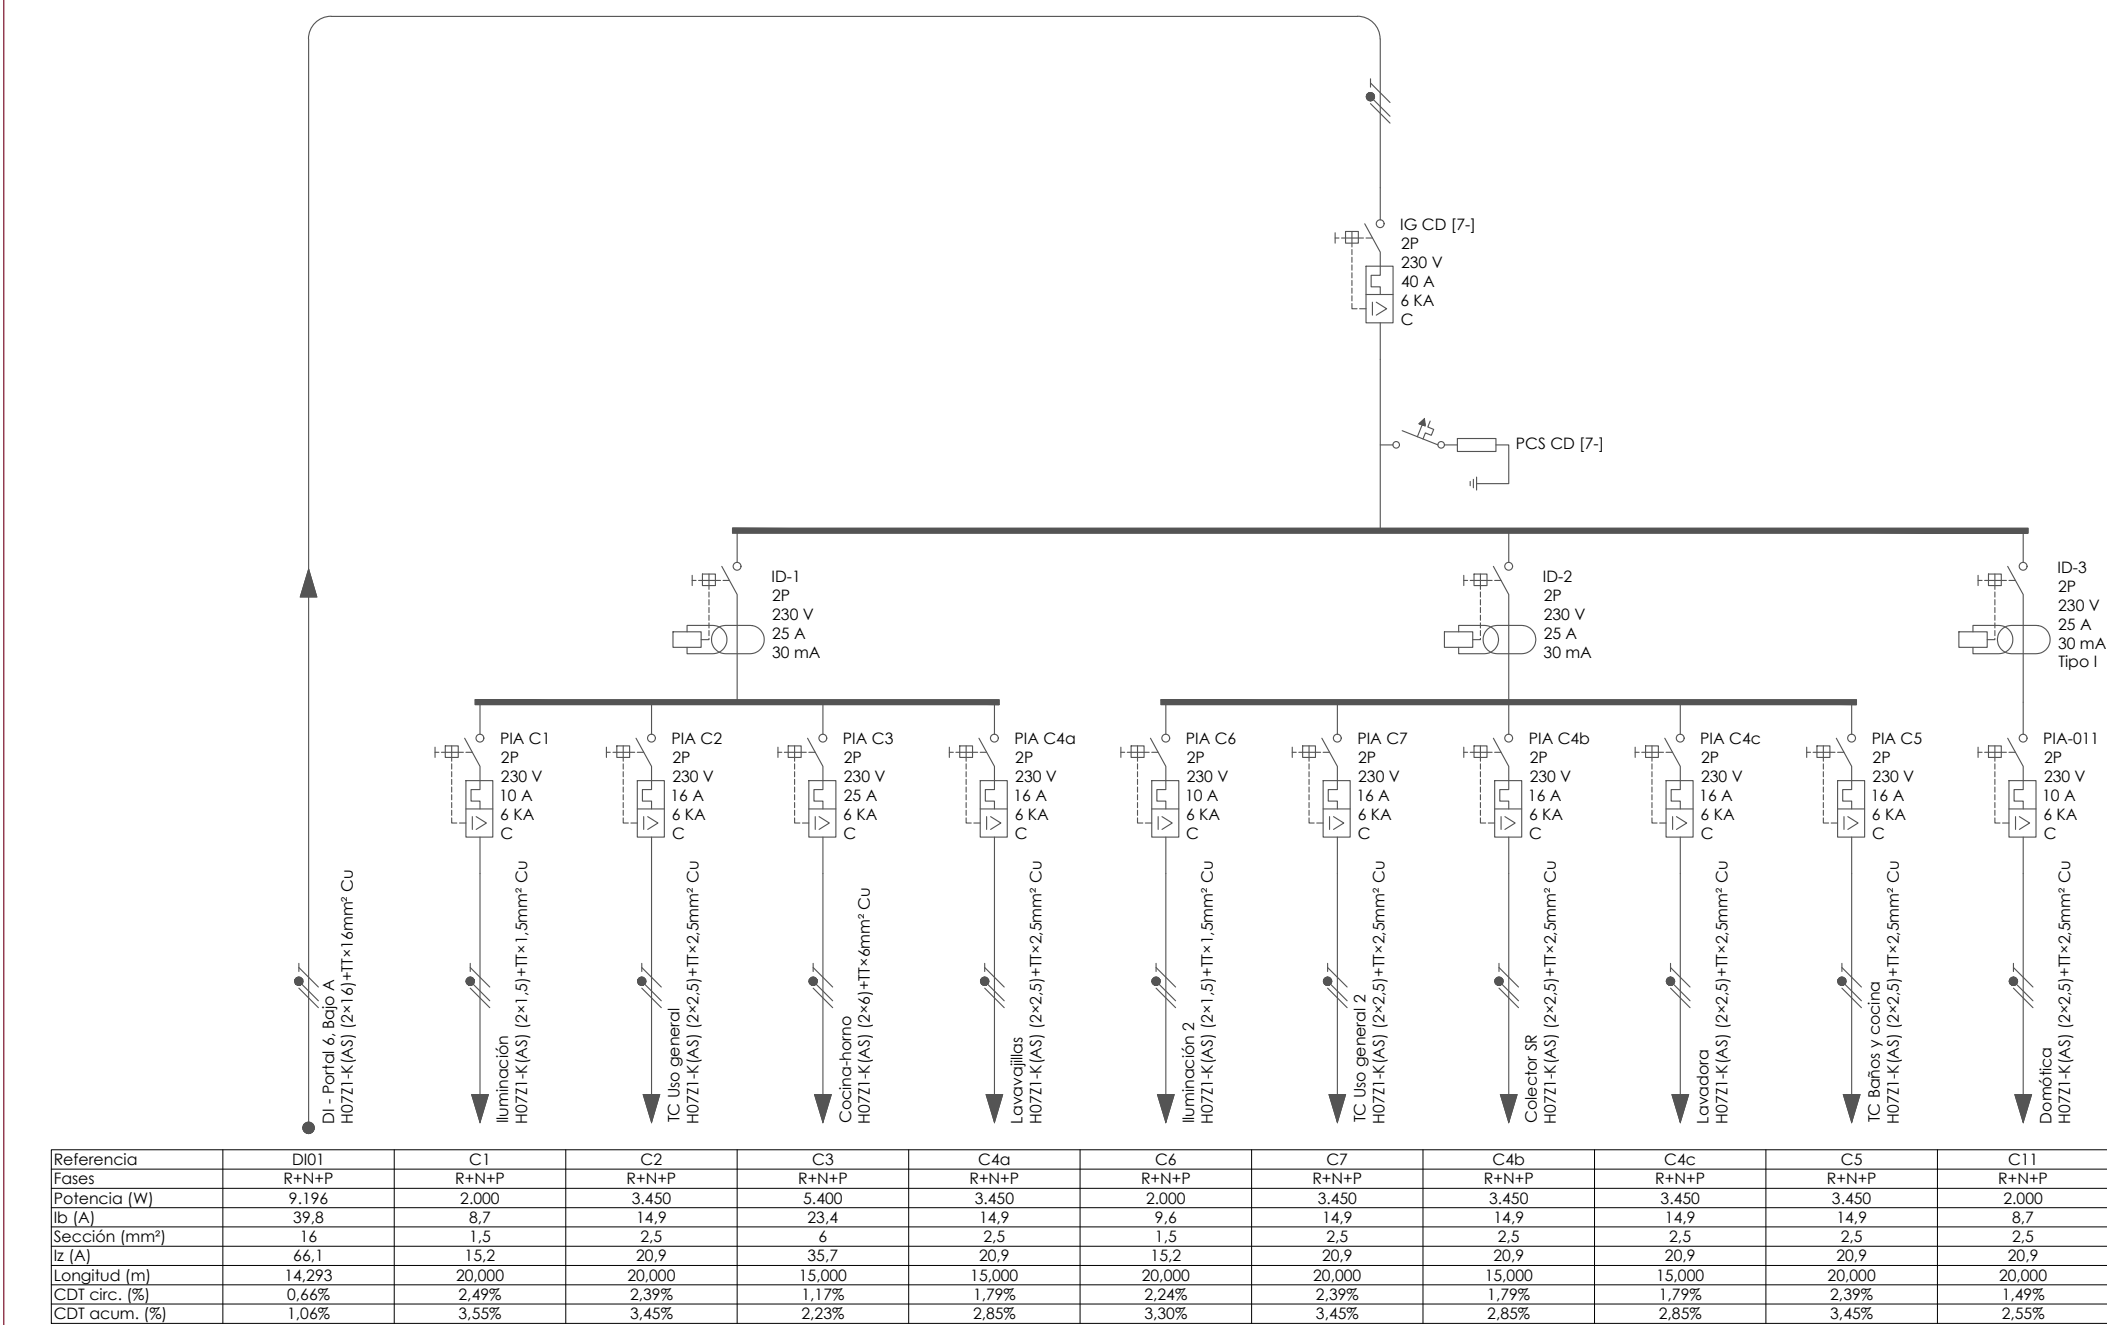 IG CD [7-]
2P
230 V
40 A
6 KA
C
PCS CD [7-]
ID-1
2P
230 V
25 A
30 mA
ID-2
2P
230 V
25 A
30 mA
ID-3
2P
230 V
25 A
30 mA
Tipo I
PIA C1
2P
230 V
10 A
6 KA
C
PIA C2
2P
230 V
16 A
6 KA
C
PIA C3
2P
230 V
25 A
6 KA
C
PIA C4a
2P
230 V
16 A
6 KA
C
PIA C6
2P
230 V
10 A
6 KA
C
PIA C7
2P
230 V
16 A
6 KA
C
PIA C4b
2P
230 V
16 A
6 KA
C
PIA C4c
2P
230 V
16 A
6 KA
C
PIA C5
2P
230 V
16 A
6 KA
C
PIA-011
2P
230 V
10 A
6 KA
C
DI - Portal 6, Bajo A
H07Z1-K(AS) (2×16)+TT×16mm² Cu
Iluminación
H07Z1-K(AS) (2×1,5)+TT×1,5mm² Cu
TC Uso general
H07Z1-K(AS) (2×2,5)+TT×2,5mm² Cu
Cocina-horno
H07Z1-K(AS) (2×6)+TT×6mm² Cu
Lavavajillas
H07Z1-K(AS) (2×2,5)+TT×2,5mm² Cu
Iluminación 2
H07Z1-K(AS) (2×1,5)+TT×1,5mm² Cu
TC Uso general 2
H07Z1-K(AS) (2×2,5)+TT×2,5mm² Cu
Colector SR
H07Z1-K(AS) (2×2,5)+TT×2,5mm² Cu
Lavadora
H07Z1-K(AS) (2×2,5)+TT×2,5mm² Cu
TC Baños y cocina
H07Z1-K(AS) (2×2,5)+TT×2,5mm² Cu
Domótica
H07Z1-K(AS) (2×2,5)+TT×2,5mm² Cu
Referencia DI01 C1 C2 C3 C4a C6 C7 C4b C4c C5 C11
Fases R+N+P R+N+P R+N+P R+N+P R+N+P R+N+P R+N+P R+N+P R+N+P R+N+P R+N+P
Potencia (W) 9.196 2.000 3.450 5.400 3.450 2.000 3.450 3.450 3.450 3.450 2.000
Ib (A) 39,8 8,7 14,9 23,4 14,9 9,6 14,9 14,9 14,9 14,9 8,7
Sección (mm²) 16 1,5 2,5 6 2,5 1,5 2,5 2,5 2,5 2,5 2,5
Iz (A) 66,1 15,2 20,9 35,7 20,9 15,2 20,9 20,9 20,9 20,9 20,9
Longitud (m) 14,293 20,000 20,000 15,000 15,000 20,000 20,000 15,000 15,000 20,000 20,000
CDT circ. (%) 0,66% 2,49% 2,39% 1,17% 1,79% 2,24% 2,39% 1,79% 1,79% 2,39% 1,49%
CDT acum. (%) 1,06% 3,55% 3,45% 2,23% 2,85% 3,30% 3,45% 2,85% 2,85% 3,45% 2,55%